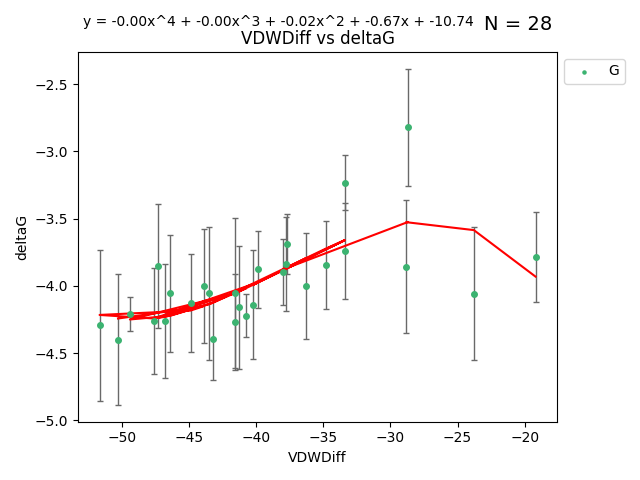 y = -0.00x^4 + -0.00x^3 + -0.02x^2 + -0.67x + -10.74 N = 28
VDWDiff vs deltaG
G
−2.5
−3.0
−3.5
−4.0
−4.5
−5.0
deltaG
−50 −45 −40 −35 −30 −25 −20
VDWDiff